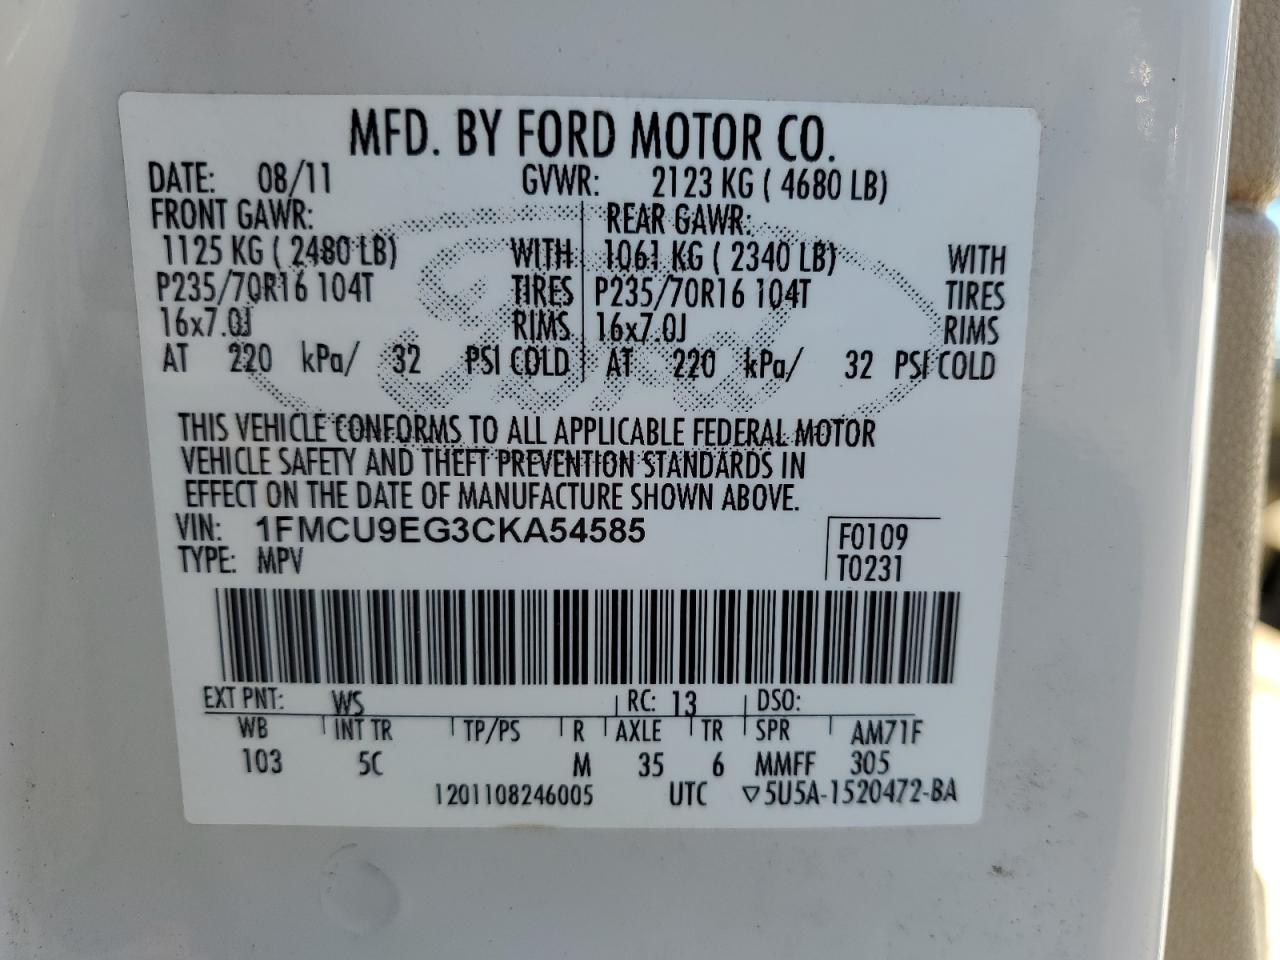 MFD. BY FORD MOTOR CO.
DATE: 08/11 GVWR: 2123 KG ( 4680 LB)
FRONT GAWR: REAR GAWR:
1125 KG ( 2480 LB) WITH 1061 KG ( 2340 LB) WITH
P235/70R16 104T TIRES P235/70R16 104T TIRES
16x7.0J RIMS 16x7.0J RIMS
AT 220 kPa/ 32 PSI COLD AT 220 kPa/ 32 PSI COLD
THIS VEHICLE CONFORMS TO ALL APPLICABLE FEDERAL MOTOR
VEHICLE SAFETY AND THEFT PREVENTION STANDARDS IN
EFFECT ON THE DATE OF MANUFACTURE SHOWN ABOVE.
VIN: 1FMCU9EG3CKA54585 F0109
TYPE: MPV T0231
EXT PNT: WS RC: 13 DSO:
WB INT TR TP/PS R AXLE TR SPR AM71F
103 5C M 35 6 MMFF 305
1201108246005 UTC ▽5U5A-1520472-BA
Ford